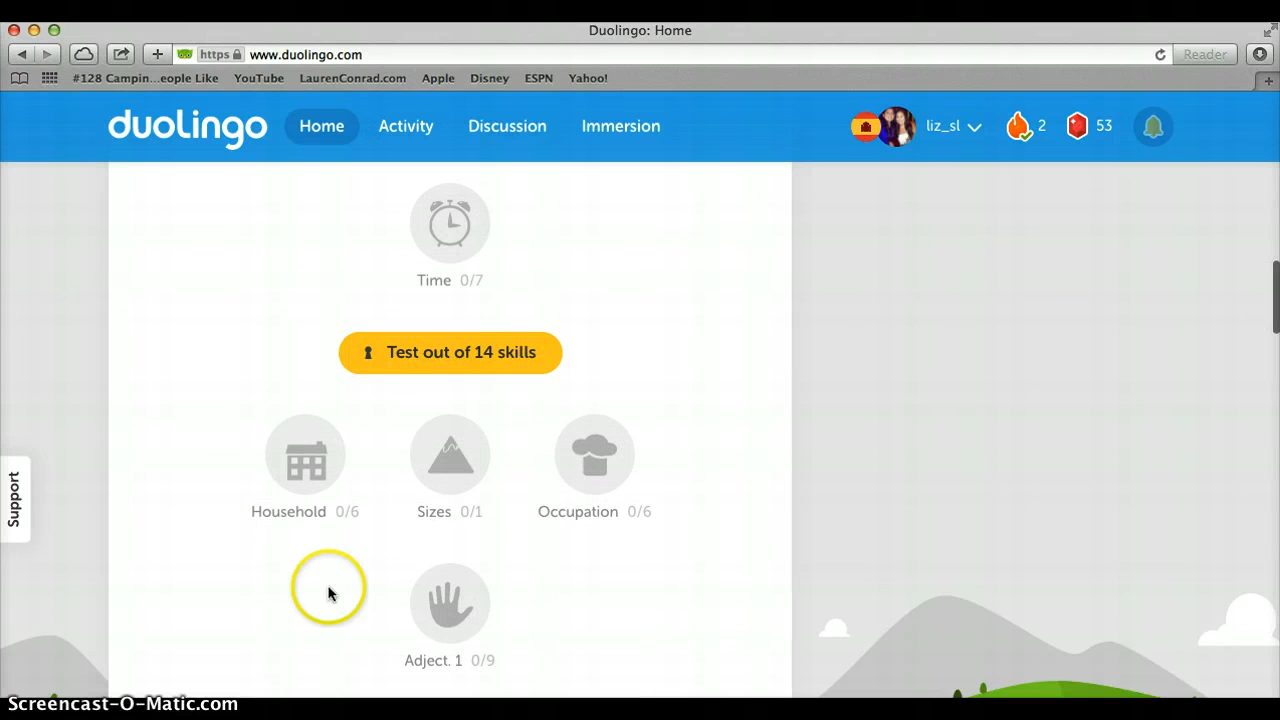 Duolingo: Home
https www.duolingo.com Reader
#128 Campin...eople Like YouTube LaurenConrad.com Apple Disney ESPN Yahoo!
duolingo Home Activity Discussion Immersion liz_sl 2 53
Time 0/7
Test out of 14 skills
Household 0/6 Sizes 0/1 Occupation 0/6
Support
Adject. 1 0/9
Screencast-O-Matic.com